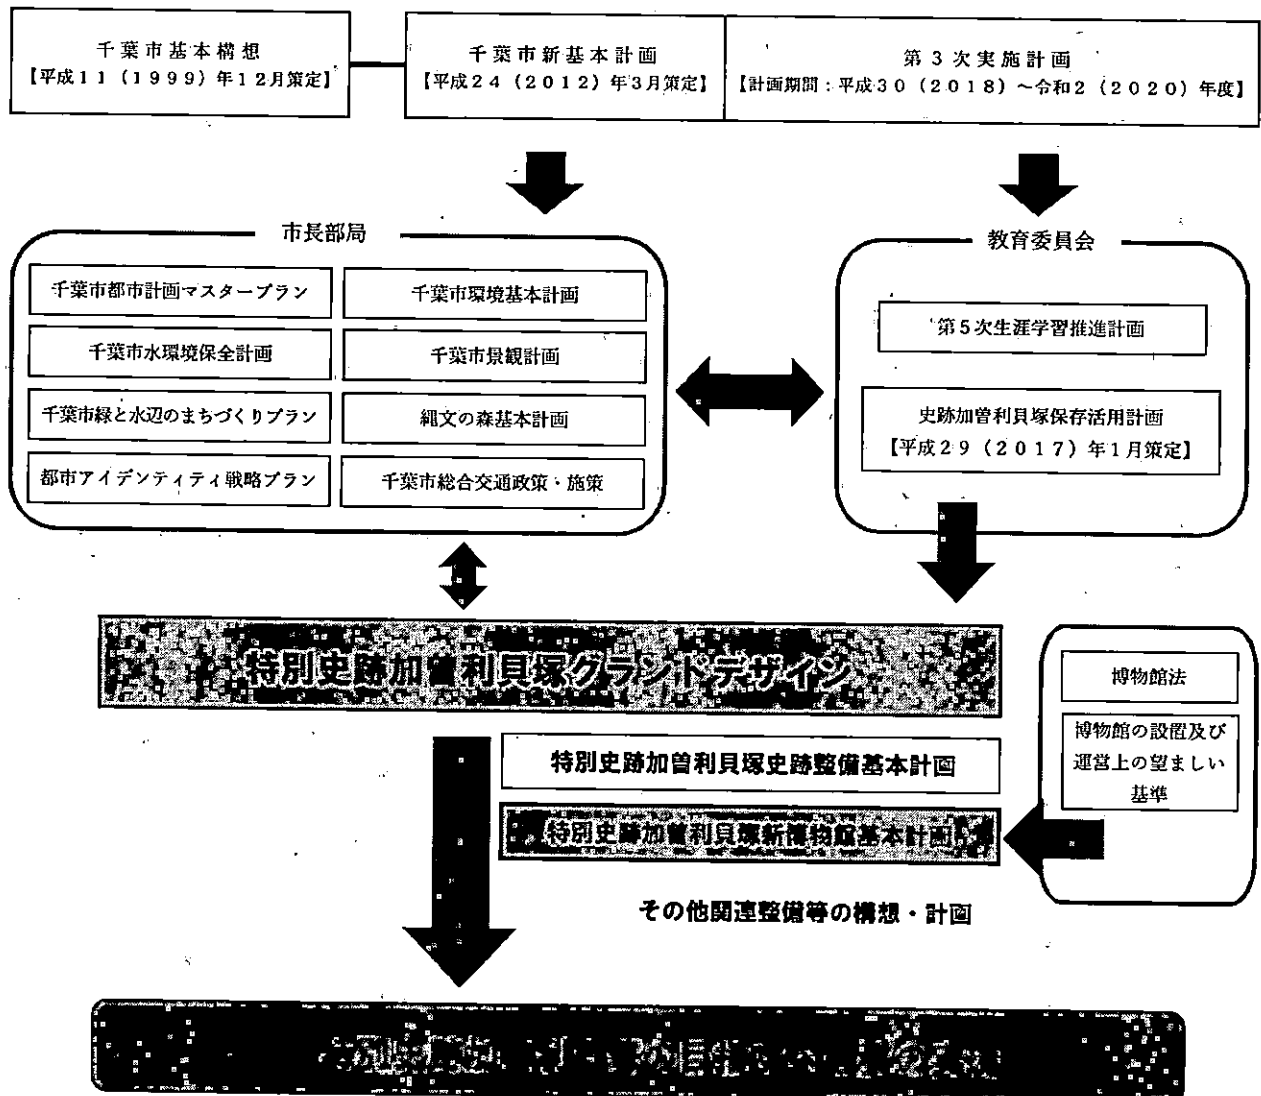 千葉市基本構想
【平成11(1999)年12月策定】
千葉市新基本計画
【平成24(2012)年3月策定】
第3次実施計画
【計画期間:平成30(2018)~令和2(2020)年度】
市長部局
千葉市都市計画マスタープラン
千葉市環境基本計画
千葉市水環境保全計画
千葉市景観計画
千葉市緑と水辺のまちづくりプラン
縄文の森基本計画
都市アイデンティティ戦略プラン
千葉市総合交通政策・施策
教育委員会
第5次生涯学習推進計画
史跡加曽利貝塚保存活用計画
【平成29(2017)年1月策定】
特別史跡加曽利貝塚グランドデザイン
博物館法
博物館の設置及び
運営上の望ましい
基準
特別史跡加曽利貝塚史跡整備基本計画
特別史跡加曽利貝塚新博物館基本計画
その他関連整備等の構想・計画